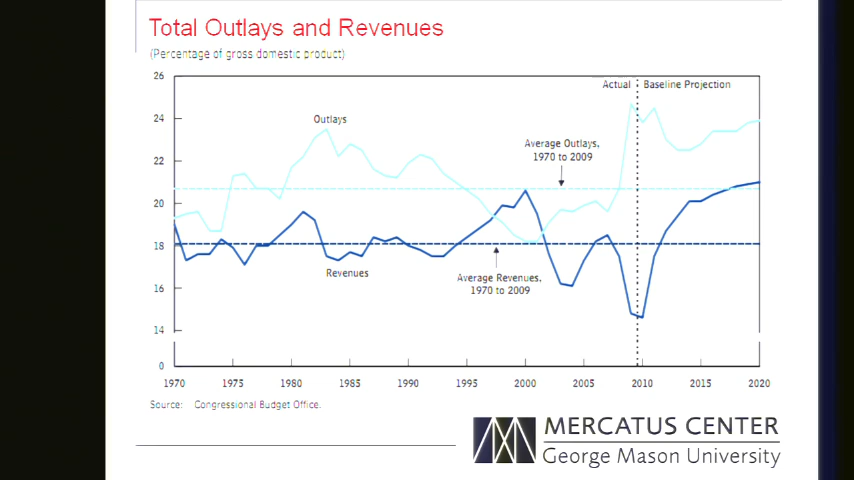 Total Outlays and Revenues
(Percentage of gross domestic product)
26
Actual
Baseline Projection
24
Outlays
Average Outlays,
1970 to 2009
22
20
18
Revenues
Average Revenues,
1970 to 2009
16
14
0
1970 1975 1980 1985 1990 1995 2000 2005 2010 2015 2020
Source: Congressional Budget Office.
MERCATUS CENTER
George Mason University